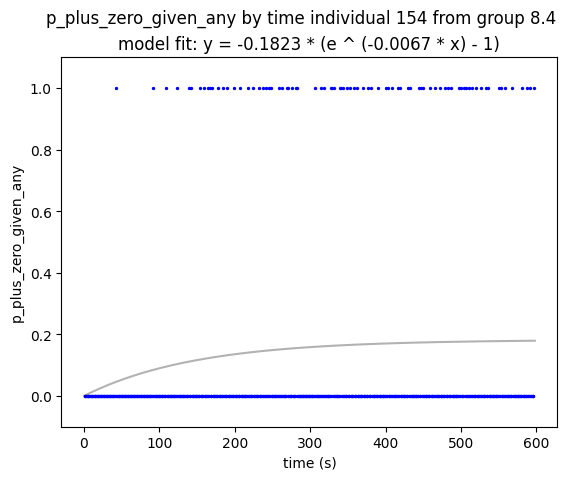 p_plus_zero_given_any by time individual 154 from group 8.4
model fit: y = -0.1823 * (e ^ (-0.0067 * x) - 1)
1.0
0.8
0.6
0.4
0.2
0.0
p_plus_zero_given_any
0 100 200 300 400 500 600
time (s)